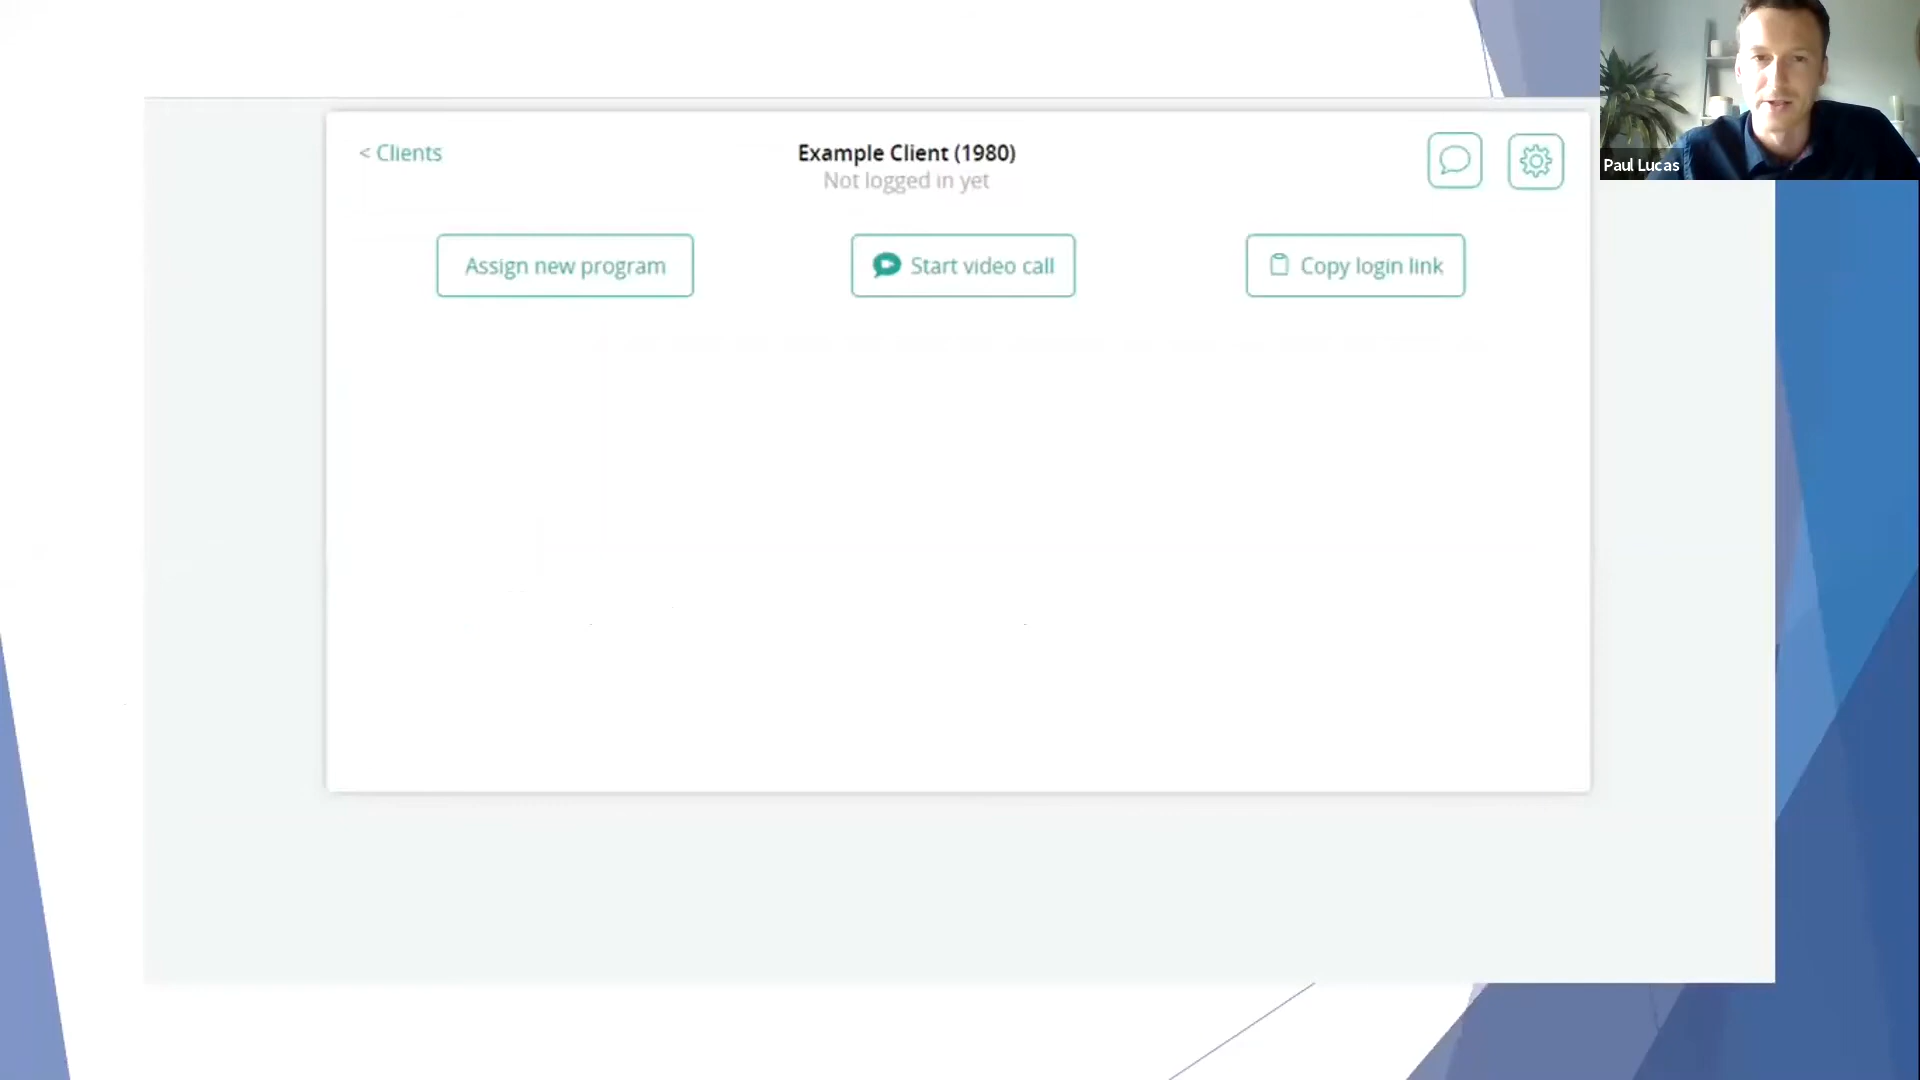 < Clients
Example Client (1980)
Not logged in yet
Assign new program
Start video call
Copy login link
Paul Lucas